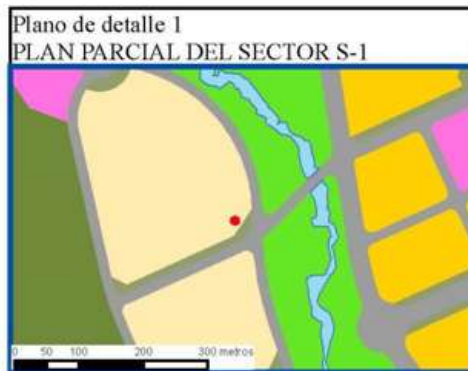 Plano de detalle 1
PLAN PARCIAL DEL SECTOR S-1
0 50 100 200 300 metros